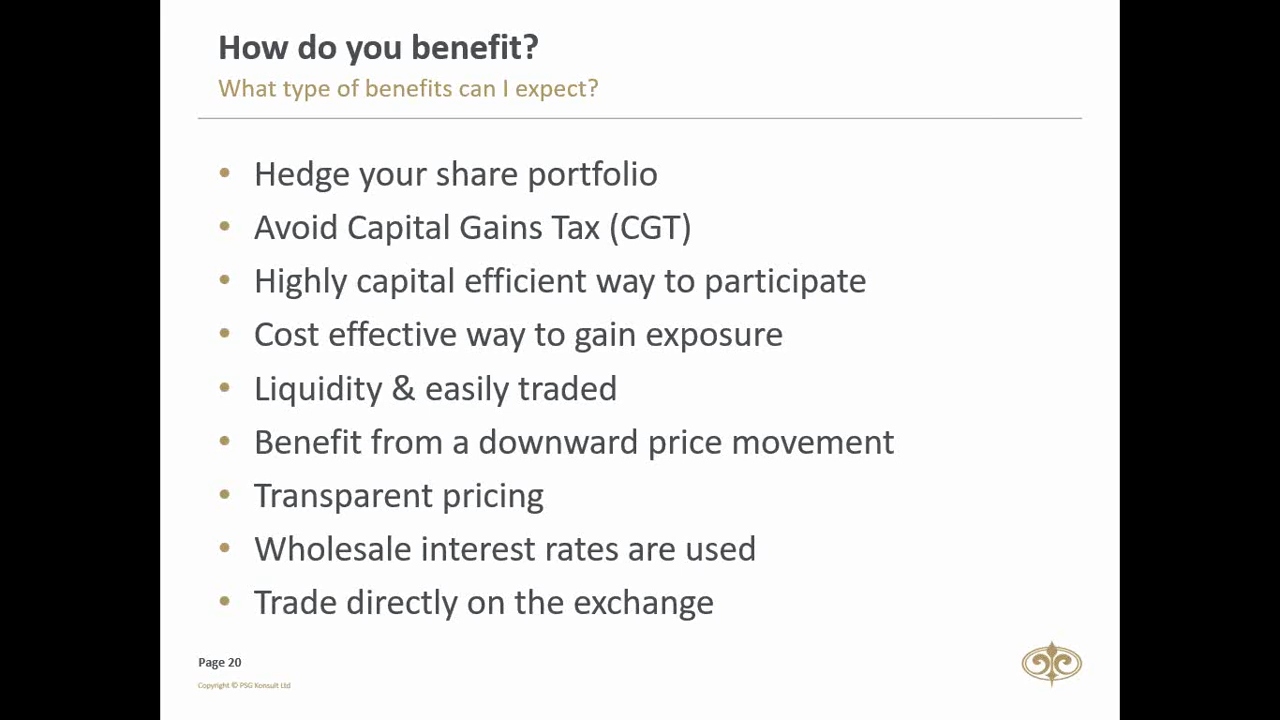 How do you benefit?
What type of benefits can I expect?
• Hedge your share portfolio
• Avoid Capital Gains Tax (CGT)
• Highly capital efficient way to participate
• Cost effective way to gain exposure
• Liquidity & easily traded
• Benefit from a downward price movement
• Transparent pricing
• Wholesale interest rates are used
• Trade directly on the exchange
Page 20
Copyright © PSG Konsult Ltd